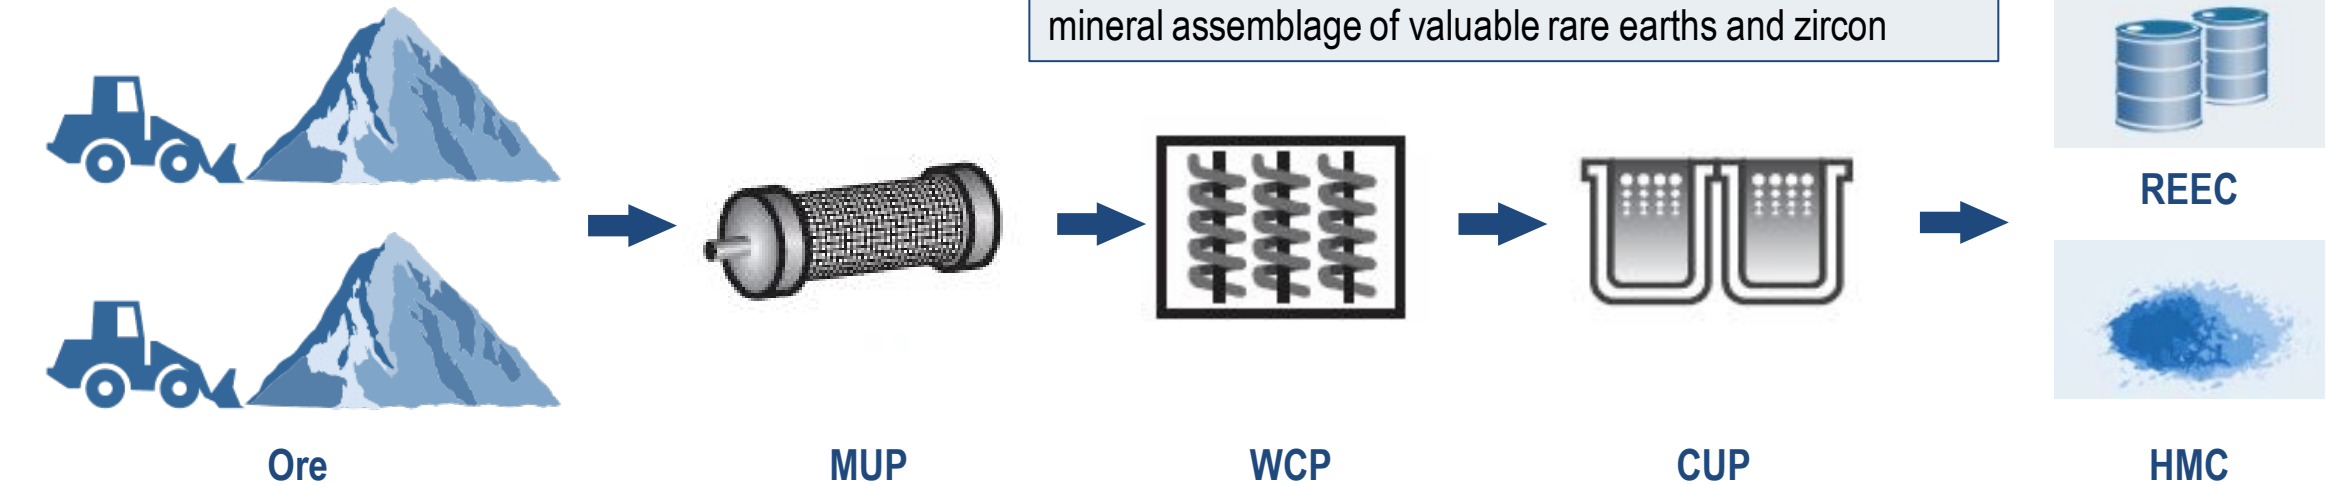 mineral assemblage of valuable rare earths and zircon
REEC
Ore
MUP
WCP
CUP
HMC